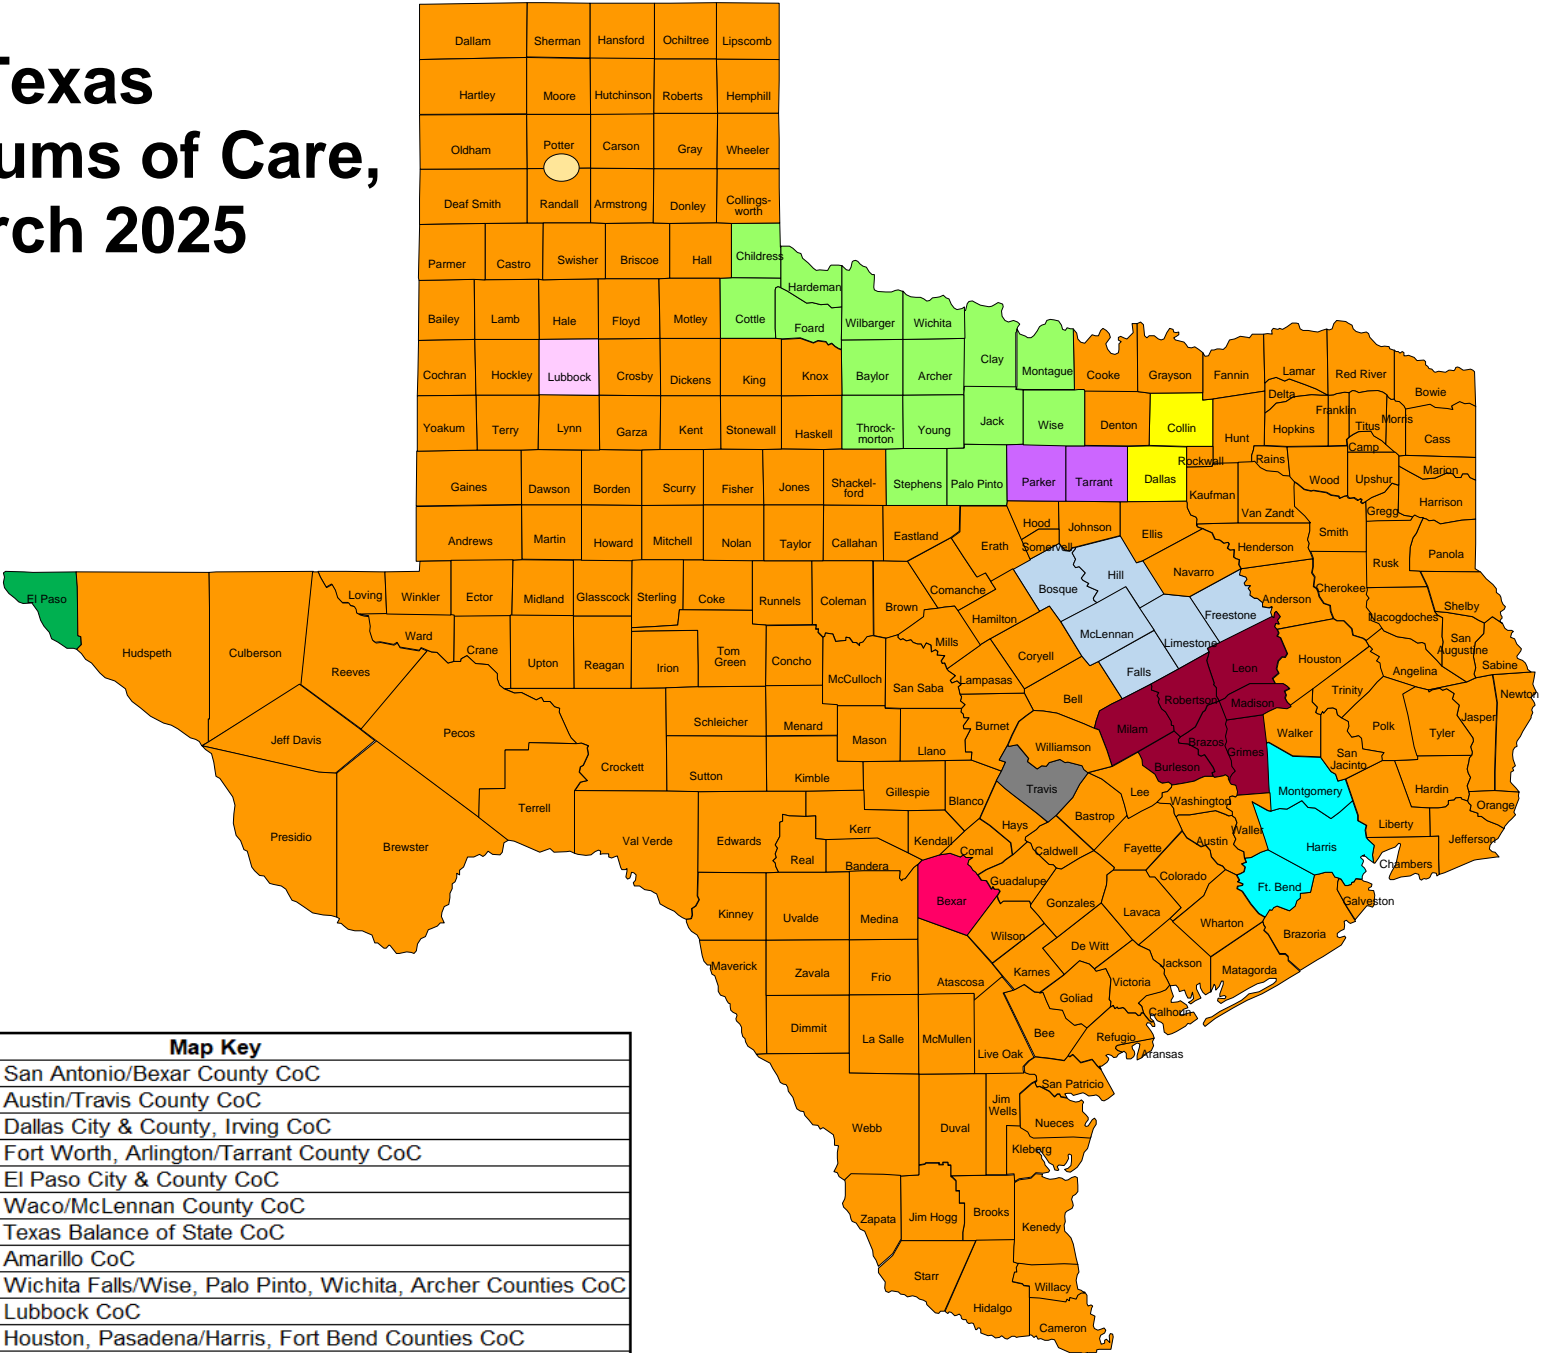 Texas
ums of Care,
rch 2025
Dallam Sherman Hansford Ochiltree Lipscomb
Hartley Moore Hutchinson Roberts Hemphill
Oldham Potter Carson Gray Wheeler
Deaf Smith Randall Armstrong Donley Collings-
worth
Parmer Castro Swisher Briscoe Hall Childress
Hardeman
Bailey Lamb Hale Floyd Motley Cottle Foard Wilbarger Wichita
Clay Montague
Cochran Hockley Lubbock Crosby Dickens King Knox Baylor Archer Cooke Grayson Fannin Lamar Red River Bowie
Delta
Yoakum Terry Lynn Garza Kent Stonewall Haskell Throck-
morton Young Jack Wise Denton Collin Hunt Hopkins Franklin Titus Morris Cass
Camp
Rockwall Rains Marion
Gaines Dawson Borden Scurry Fisher Jones Shackel-
ford Stephens Palo Pinto Parker Tarrant Dallas Kaufman Wood Upshur Harrison
Van Zandt Gregg
Andrews Martin Howard Mitchell Nolan Taylor Callahan Eastland Erath Hood Johnson Ellis Smith
Somervell Henderson Rusk Panola
El Paso Loving Winkler Ector Midland Glasscock Sterling Coke Runnels Coleman Brown Comanche Bosque Hill Navarro Anderson Cherokee Shelby
Hamilton Freestone Nacogdoches
Hudspeth Culberson Reeves Ward Crane Upton Reagan Irion Tom
Green Concho McCulloch San Saba Mills Lampasas Coryell McLennan Limestone Falls Leon Houston Angelina San
Augustine Sabine
Bell Robertson Madison Trinity Newton
Jeff Davis Pecos Schleicher Menard Mason Llano Burnet Williamson Milam Brazos Grimes Walker San
Jacinto Polk Tyler Jasper
Crockett Sutton Kimble Burleson
Presidio Brewster Terrell Val Verde Edwards Gillespie Blanco Travis Lee Washington Montgomery Hardin Orange
Kerr Kendall Hays Bastrop Waller Liberty Jefferson
Real Bandera Comal Caldwell Fayette Austin Harris Chambers
Bexar Guadalupe Gonzales Colorado Ft. Bend Galveston
Kinney Uvalde Medina Wilson Lavaca Wharton Brazoria
De Witt
Maverick Zavala Frio Atascosa Karnes Victoria Jackson Matagorda
Goliad Calhoun
Dimmit La Salle McMullen Live Oak Bee Refugio Aransas
San Patricio
Webb Duval Jim
Wells Nueces
Kleberg
Zapata Jim Hogg Brooks Kenedy
Starr Hidalgo Willacy
Cameron
Map Key
San Antonio/Bexar County CoC
Austin/Travis County CoC
Dallas City & County, Irving CoC
Fort Worth, Arlington/Tarrant County CoC
El Paso City & County CoC
Waco/McLennan County CoC
Texas Balance of State CoC
Amarillo CoC
Wichita Falls/Wise, Palo Pinto, Wichita, Archer Counties CoC
Lubbock CoC
Houston, Pasadena/Harris, Fort Bend Counties CoC